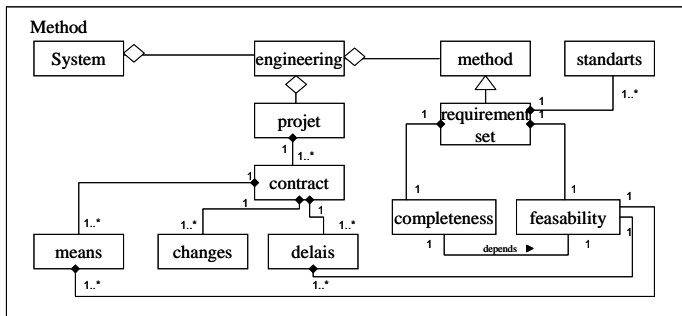 Method
System
engineering
method
standarts
1
1..*
projet
1
requirement
1
1
set
1
1..*
1
contract
1
1
1
1
1
completeness
feasability
1..*
1..*
1..*
1
means
changes
delais
1
depends ►
1
1..*
1..*